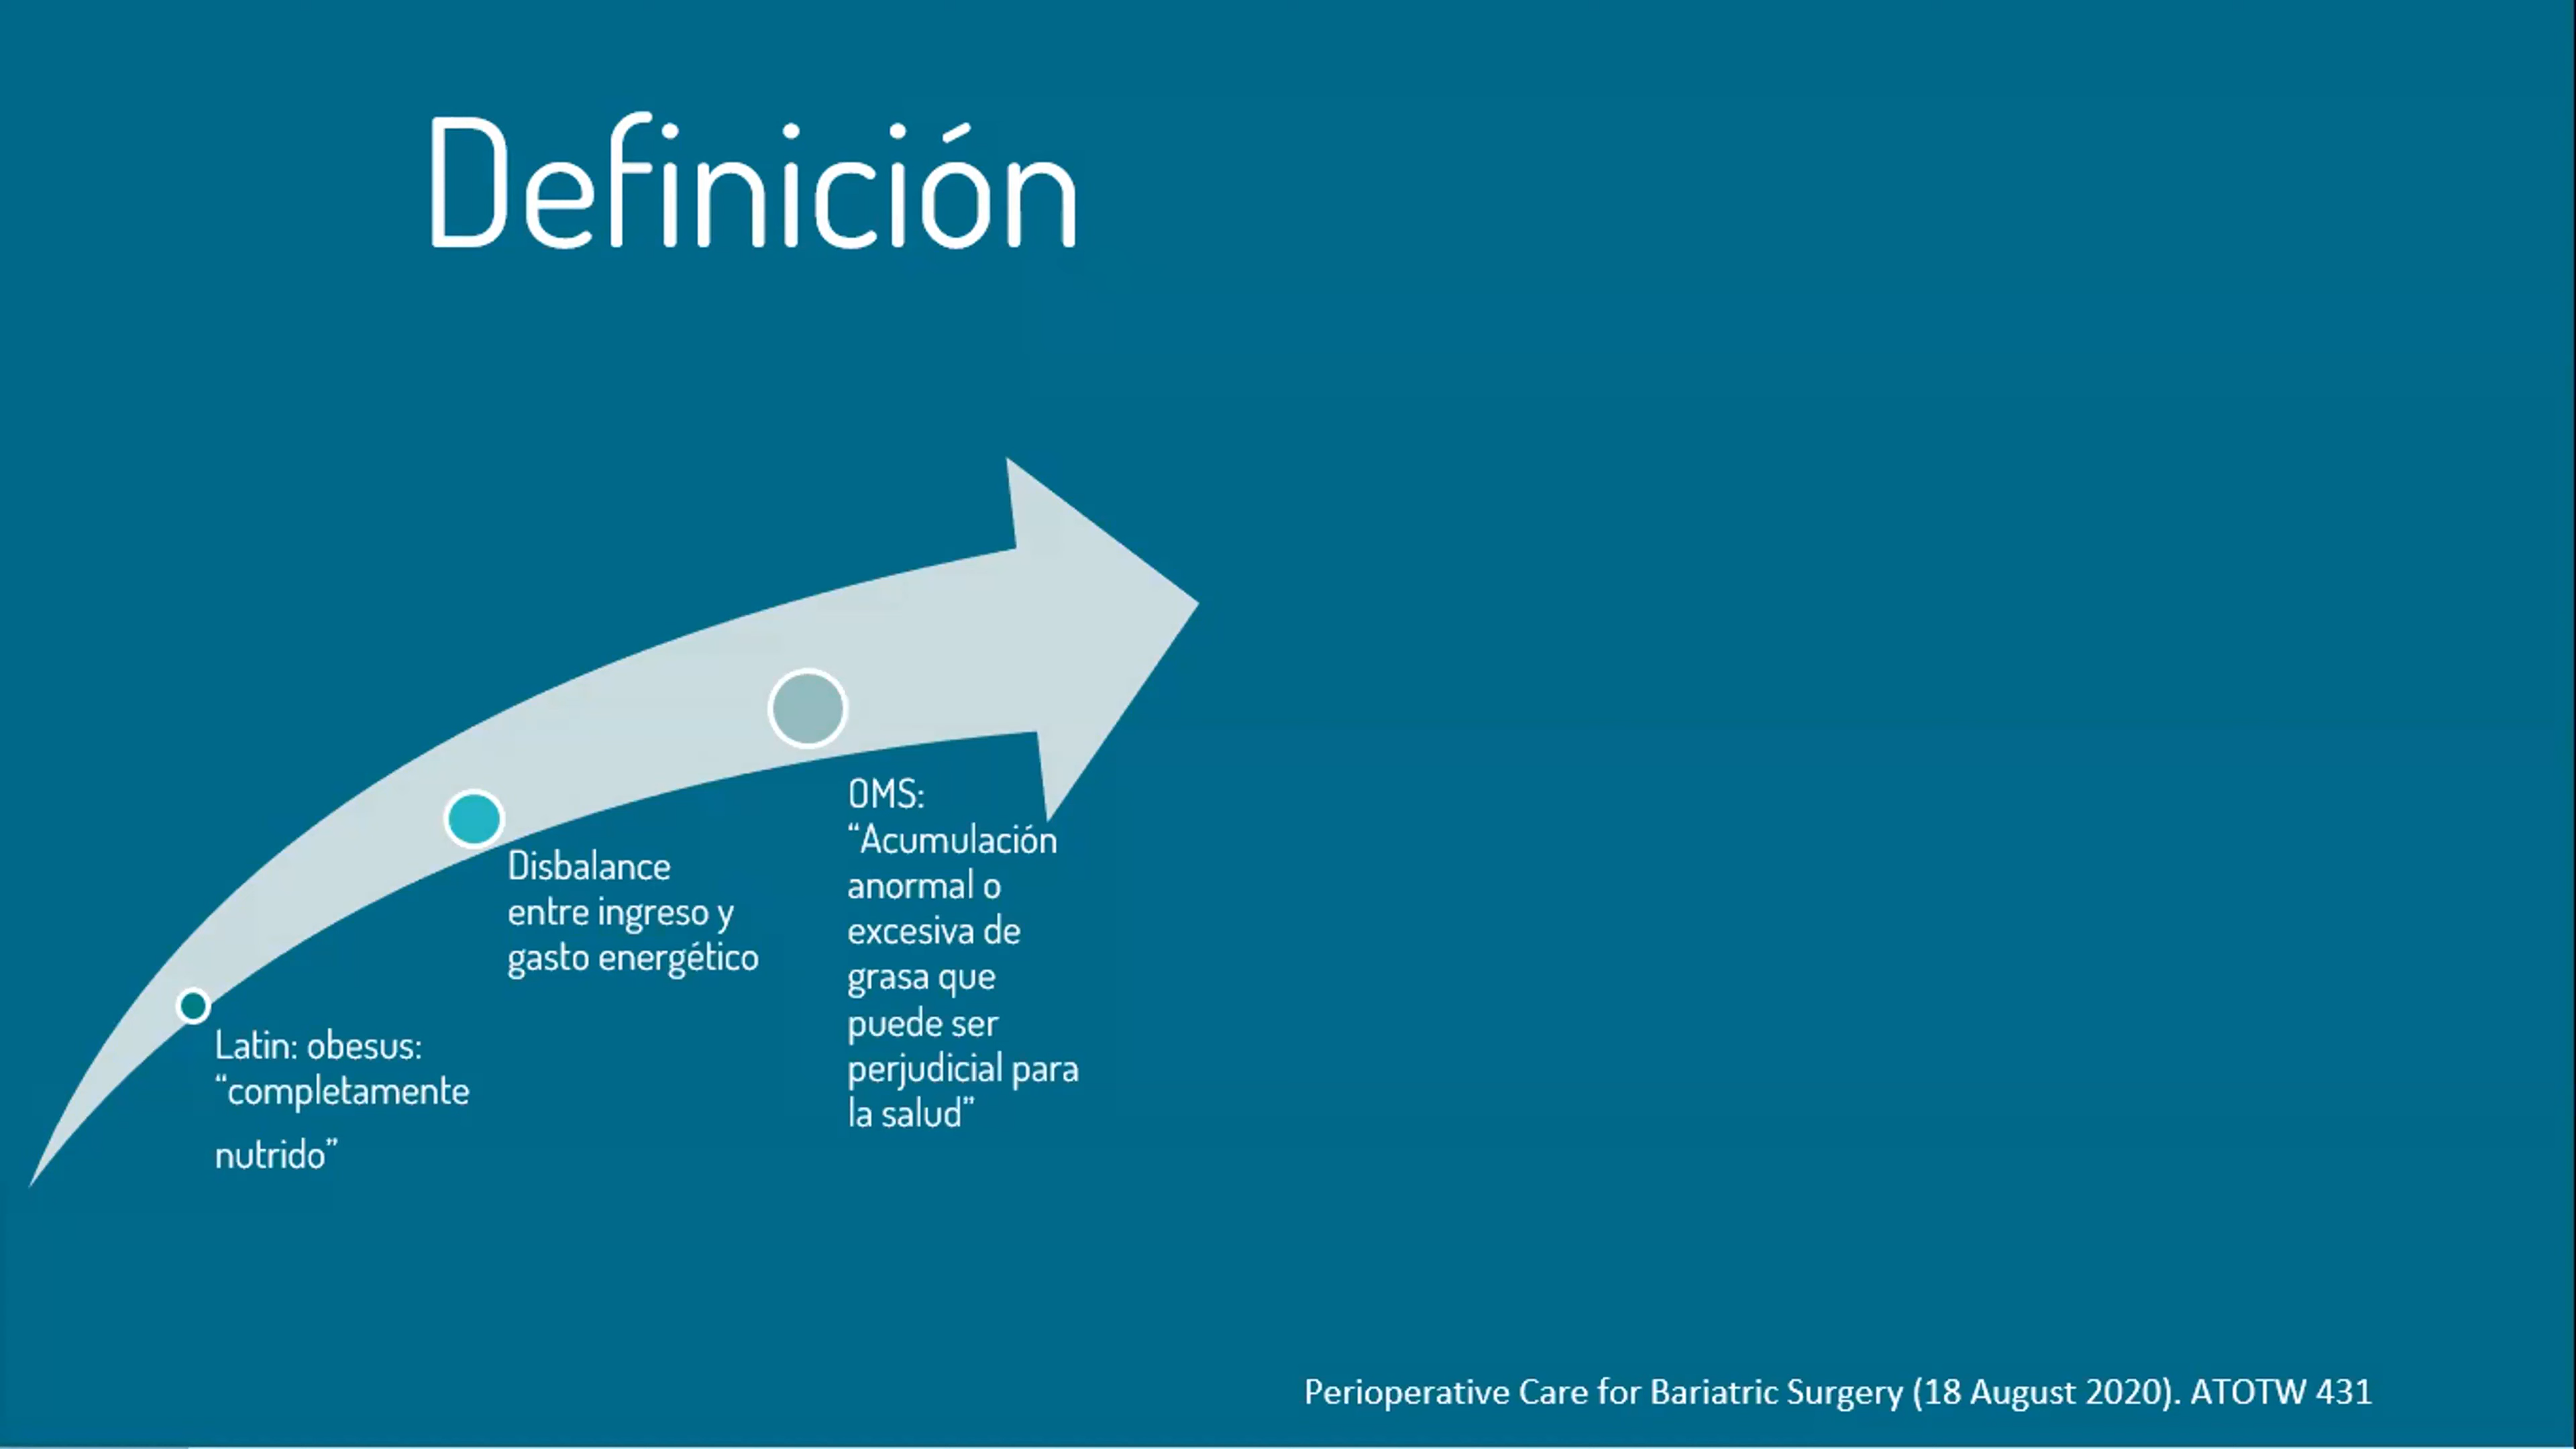 Definición
Latin: obesus:
“completamente
nutrido”
Disbalance
entre ingreso y
gasto energético
OMS:
“Acumulación
anormal o
excesiva de
grasa que
puede ser
perjudicial para
la salud”
Perioperative Care for Bariatric Surgery (18 August 2020). ATOTW 431